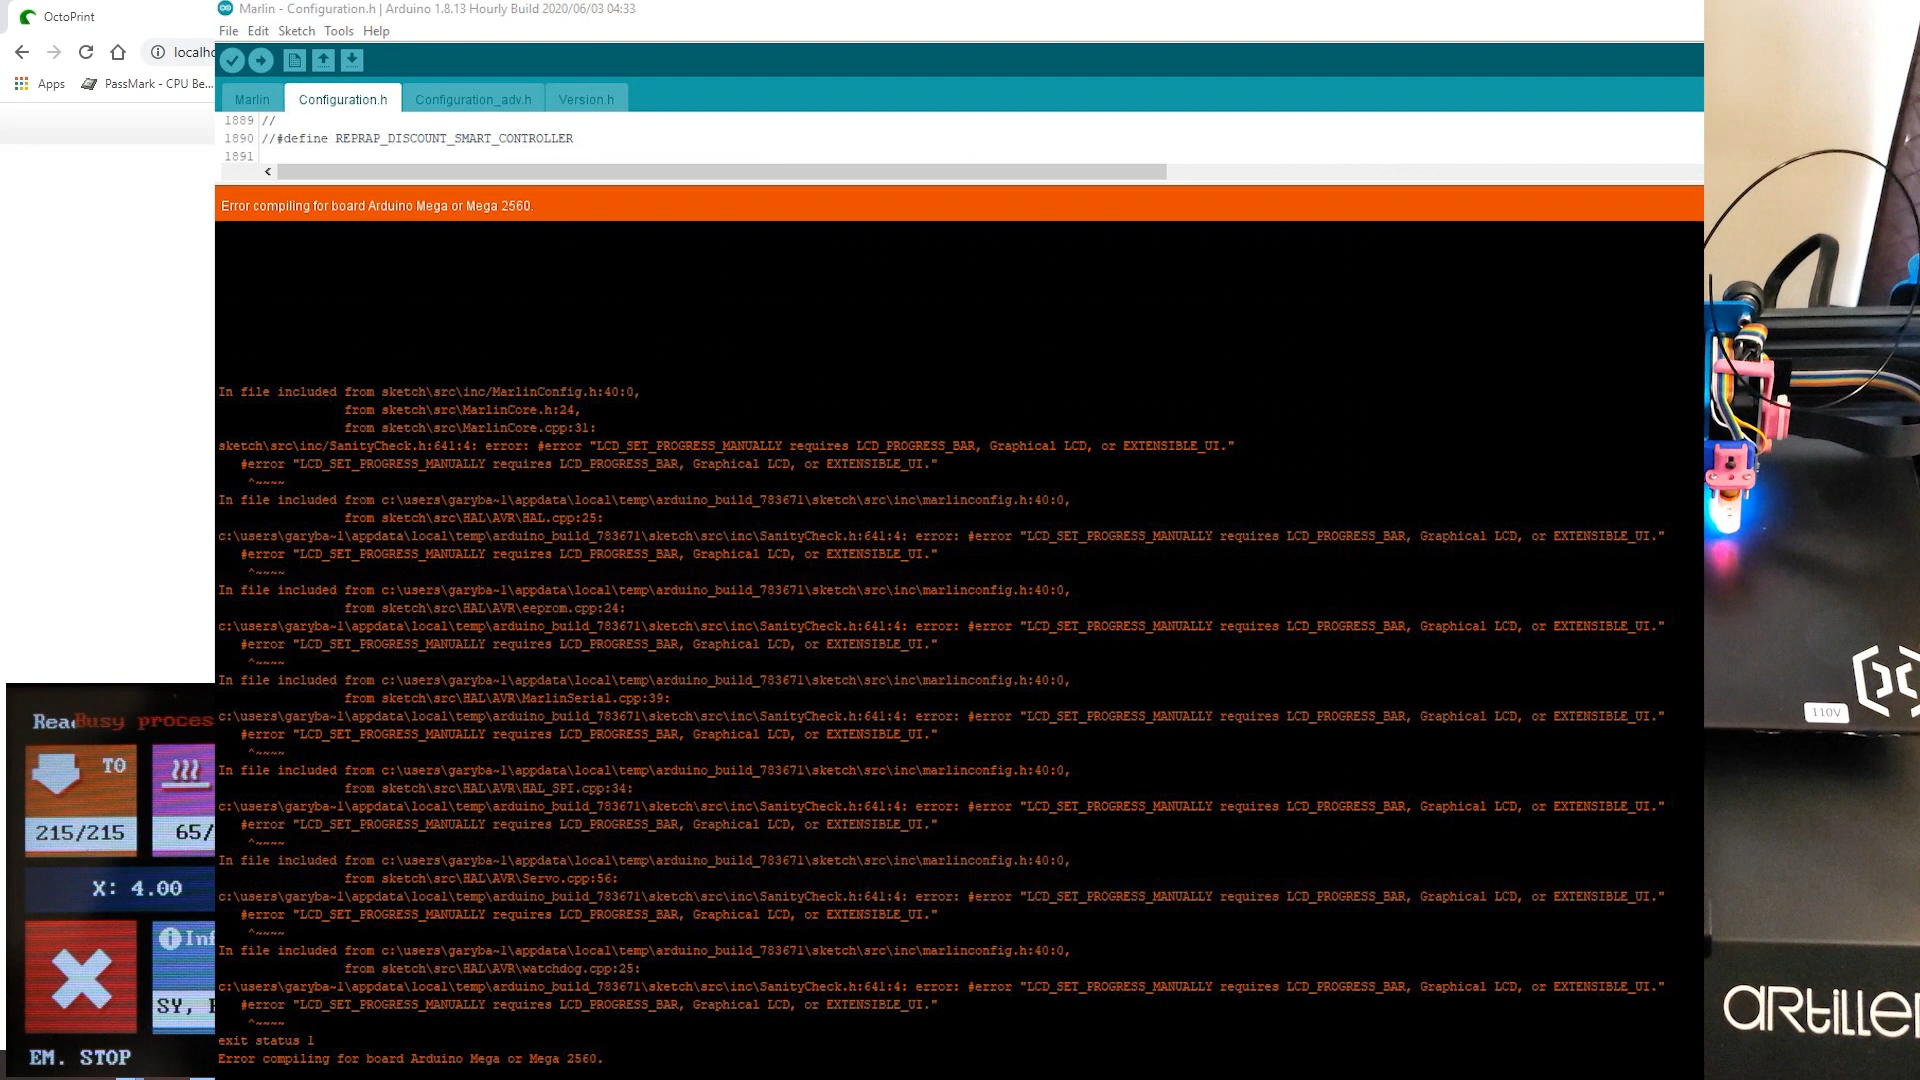 OctoPrint
localho
Apps
PassMark - CPU Be...
Marlin - Configuration.h | Arduino 1.8.13 Hourly Build 2020/06/03 04:33
File Edit Sketch Tools Help
Marlin Configuration.h Configuration_adv.h Version.h
1889 //
1890 //#define REPRAP_DISCOUNT_SMART_CONTROLLER
1891
Error compiling for board Arduino Mega or Mega 2560.
In file included from sketch\src\inc/MarlinConfig.h:40:0,
from sketch\src\MarlinCore.h:24,
from sketch\src\MarlinCore.cpp:31:
sketch\src\inc/SanityCheck.h:641:4: error: #error "LCD_SET_PROGRESS_MANUALLY requires LCD_PROGRESS_BAR, Graphical LCD, or EXTENSIBLE_UI."
#error "LCD_SET_PROGRESS_MANUALLY requires LCD_PROGRESS_BAR, Graphical LCD, or EXTENSIBLE_UI."
^~~~~
In file included from c:\users\garyba~1\appdata\local\temp\arduino_build_783671\sketch\src\inc\marlinconfig.h:40:0,
from sketch\src\HAL\AVR\HAL.cpp:25:
c:\users\garyba~1\appdata\local\temp\arduino_build_783671\sketch\src\inc\SanityCheck.h:641:4: error: #error "LCD_SET_PROGRESS_MANUALLY requires LCD_PROGRESS_BAR, Graphical LCD, or EXTENSIBLE_UI."
#error "LCD_SET_PROGRESS_MANUALLY requires LCD_PROGRESS_BAR, Graphical LCD, or EXTENSIBLE_UI."
^~~~~
In file included from c:\users\garyba~1\appdata\local\temp\arduino_build_783671\sketch\src\inc\marlinconfig.h:40:0,
from sketch\src\HAL\AVR\eeprom.cpp:24:
c:\users\garyba~1\appdata\local\temp\arduino_build_783671\sketch\src\inc\SanityCheck.h:641:4: error: #error "LCD_SET_PROGRESS_MANUALLY requires LCD_PROGRESS_BAR, Graphical LCD, or EXTENSIBLE_UI."
#error "LCD_SET_PROGRESS_MANUALLY requires LCD_PROGRESS_BAR, Graphical LCD, or EXTENSIBLE_UI."
^~~~~
In file included from c:\users\garyba~1\appdata\local\temp\arduino_build_783671\sketch\src\inc\marlinconfig.h:40:0,
from sketch\src\HAL\AVR\MarlinSerial.cpp:39:
c:\users\garyba~1\appdata\local\temp\arduino_build_783671\sketch\src\inc\SanityCheck.h:641:4: error: #error "LCD_SET_PROGRESS_MANUALLY requires LCD_PROGRESS_BAR, Graphical LCD, or EXTENSIBLE_UI."
#error "LCD_SET_PROGRESS_MANUALLY requires LCD_PROGRESS_BAR, Graphical LCD, or EXTENSIBLE_UI."
^~~~~
In file included from c:\users\garyba~1\appdata\local\temp\arduino_build_783671\sketch\src\inc\marlinconfig.h:40:0,
from sketch\src\HAL\AVR\HAL_SPI.cpp:34:
c:\users\garyba~1\appdata\local\temp\arduino_build_783671\sketch\src\inc\SanityCheck.h:641:4: error: #error "LCD_SET_PROGRESS_MANUALLY requires LCD_PROGRESS_BAR, Graphical LCD, or EXTENSIBLE_UI."
#error "LCD_SET_PROGRESS_MANUALLY requires LCD_PROGRESS_BAR, Graphical LCD, or EXTENSIBLE_UI."
^~~~~
In file included from c:\users\garyba~1\appdata\local\temp\arduino_build_783671\sketch\src\inc\marlinconfig.h:40:0,
from sketch\src\HAL\AVR\Servo.cpp:56:
c:\users\garyba~1\appdata\local\temp\arduino_build_783671\sketch\src\inc\SanityCheck.h:641:4: error: #error "LCD_SET_PROGRESS_MANUALLY requires LCD_PROGRESS_BAR, Graphical LCD, or EXTENSIBLE_UI."
#error "LCD_SET_PROGRESS_MANUALLY requires LCD_PROGRESS_BAR, Graphical LCD, or EXTENSIBLE_UI."
^~~~~
In file included from c:\users\garyba~1\appdata\local\temp\arduino_build_783671\sketch\src\inc\marlinconfig.h:40:0,
from sketch\src\HAL\AVR\watchdog.cpp:25:
c:\users\garyba~1\appdata\local\temp\arduino_build_783671\sketch\src\inc\SanityCheck.h:641:4: error: #error "LCD_SET_PROGRESS_MANUALLY requires LCD_PROGRESS_BAR, Graphical LCD, or EXTENSIBLE_UI."
#error "LCD_SET_PROGRESS_MANUALLY requires LCD_PROGRESS_BAR, Graphical LCD, or EXTENSIBLE_UI."
^~~~~
exit status 1
Error compiling for board Arduino Mega or Mega 2560.
Rea Busy proces
T0
215/215 65/
X: 4.00
Inf
SY,
EM. STOP
110V
ARtille